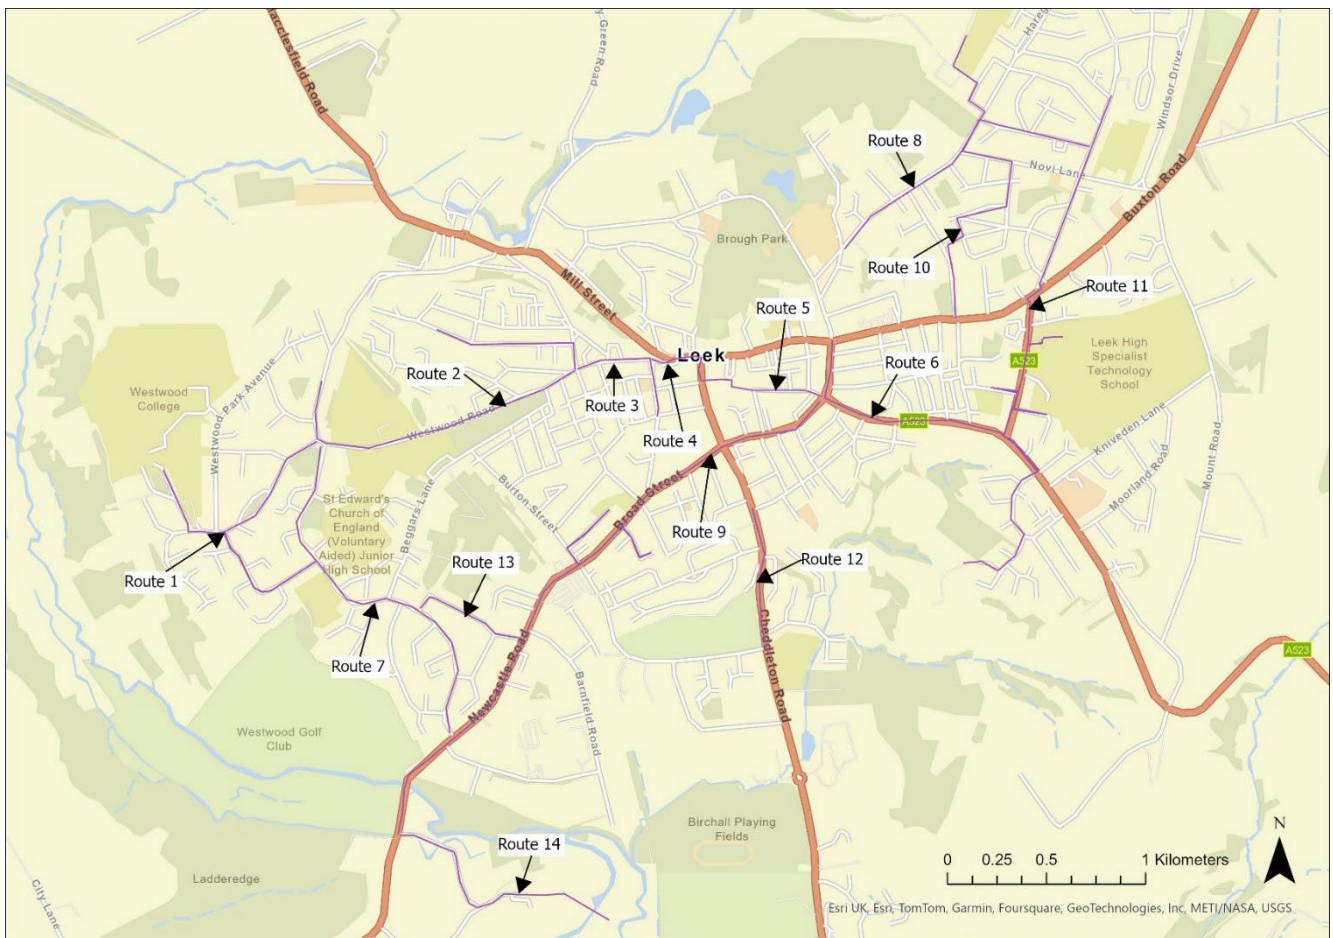 acclesfield Road
y Green Road
Hareg
Windsor Drive
Route 8
Novi Lane
Buxton Road
Brough Park
Route 10
Mill Street
Route 11
Route 5
Leek High
Specialist
Technology
School
Leek
A523
Westwood Park Avenue
Route 2
Route 6
Westwood
College
Route 3
Westwood Road
A523
Route 4
Kniveden Lane
Mount Road
Moorland Road
Burton Street
Beggars Lane
Broad Street
St Edward's
Church of
England
(Voluntary
Aided) Junior
High School
Route 9
Route 1
Route 13
Route 12
Cheddleton Road
Route 7
A523
Newcastle Road
Barnfield Road
Westwood Golf
Club
Birchall Playing
Fields
Route 14
N
0 0.25 0.5 1 Kilometers
Ladderedge
City Lane
Esri UK, Esri, TomTom, Garmin, Foursquare, GeoTechnologies, Inc, METI/NASA, USGS